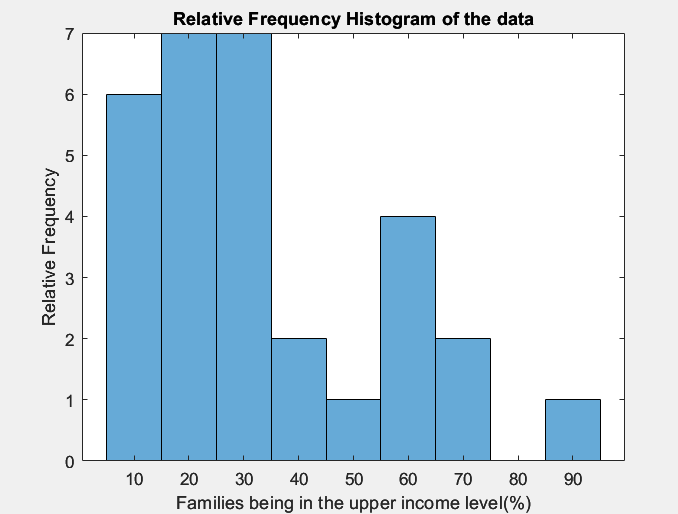 Relative Frequency Histogram of the data
7
6
5
4
3
2
1
0
Relative Frequency
10 20 30 40 50 60 70 80 90
Families being in the upper income level(%)